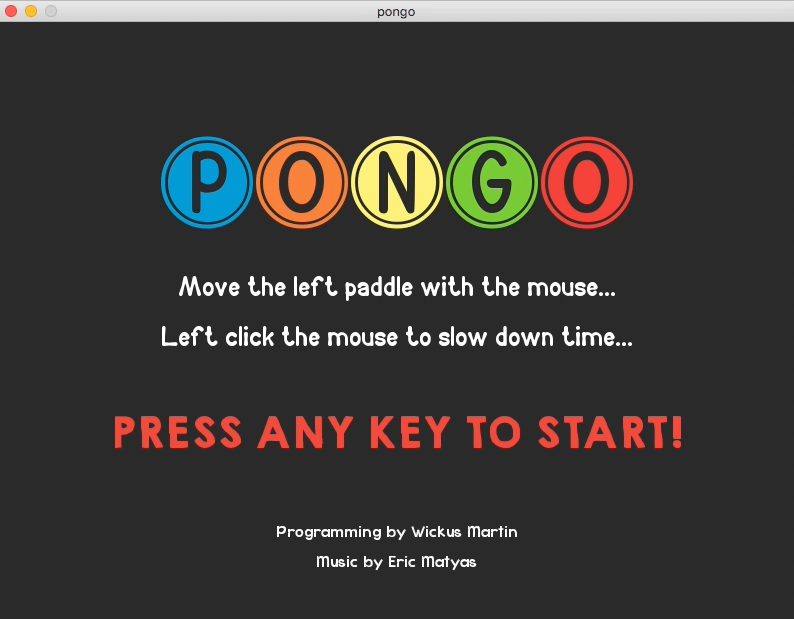 pongo
PONGO
Move the left paddle with the mouse...
Left click the mouse to slow down time...
PRESS ANY KEY TO START!
Programming by Wickus Martin
Music by Eric Matyas